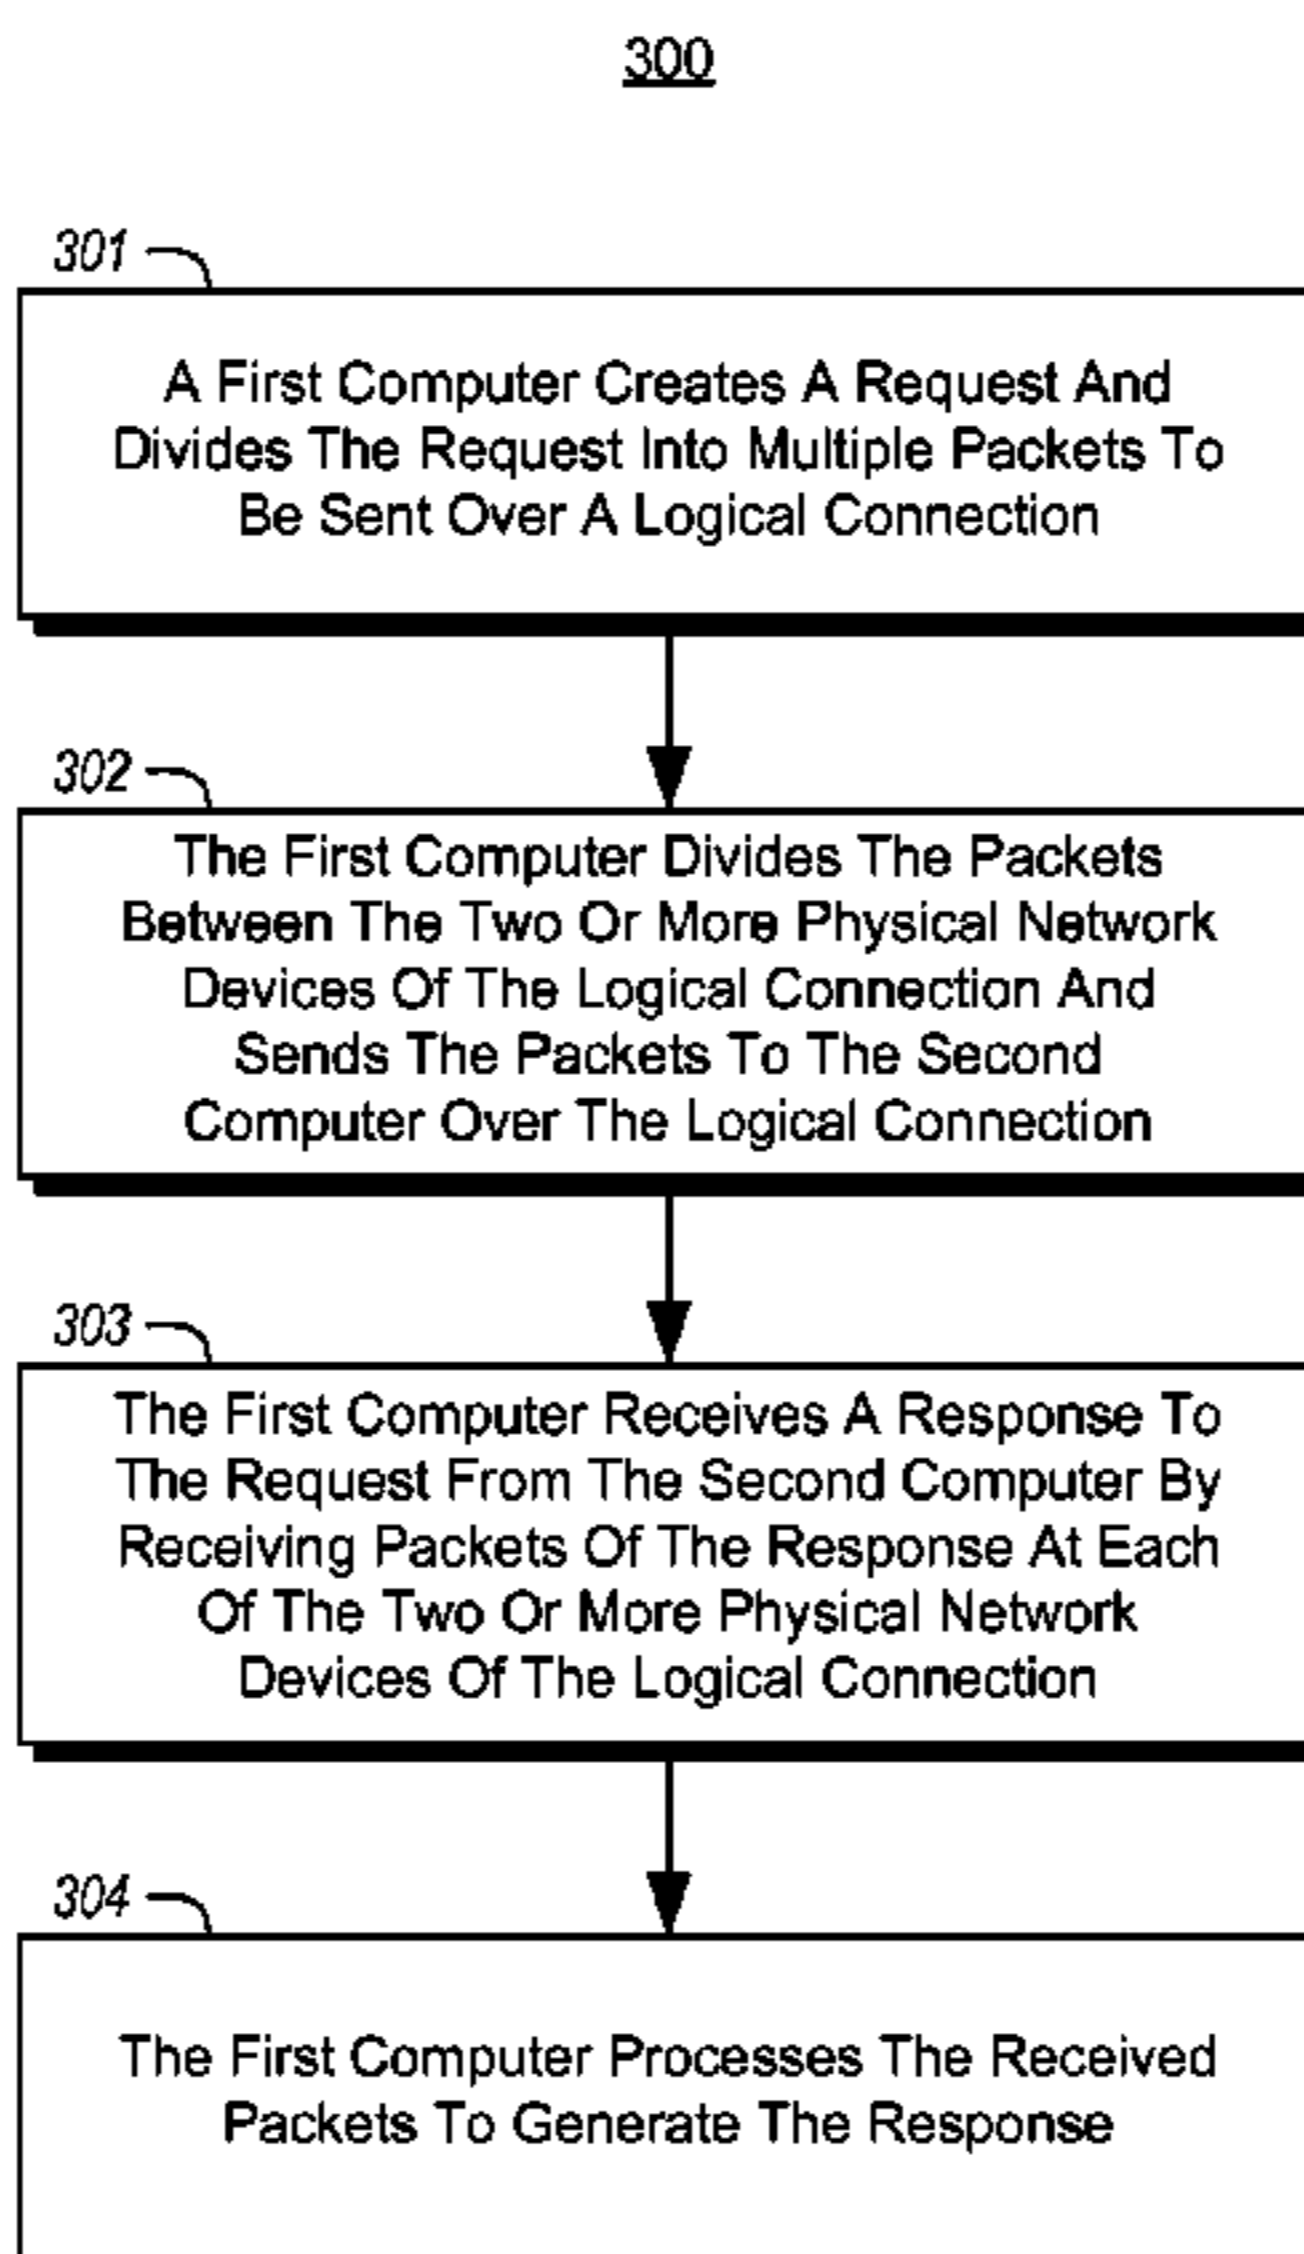 300
301
A First Computer Creates A Request And
Divides The Request Into Multiple Packets To
Be Sent Over A Logical Connection
302
The First Computer Divides The Packets
Between The Two Or More Physical Network
Devices Of The Logical Connection And
Sends The Packets To The Second
Computer Over The Logical Connection
303
The First Computer Receives A Response To
The Request From The Second Computer By
Receiving Packets Of The Response At Each
Of The Two Or More Physical Network
Devices Of The Logical Connection
304
The First Computer Processes The Received
Packets To Generate The Response